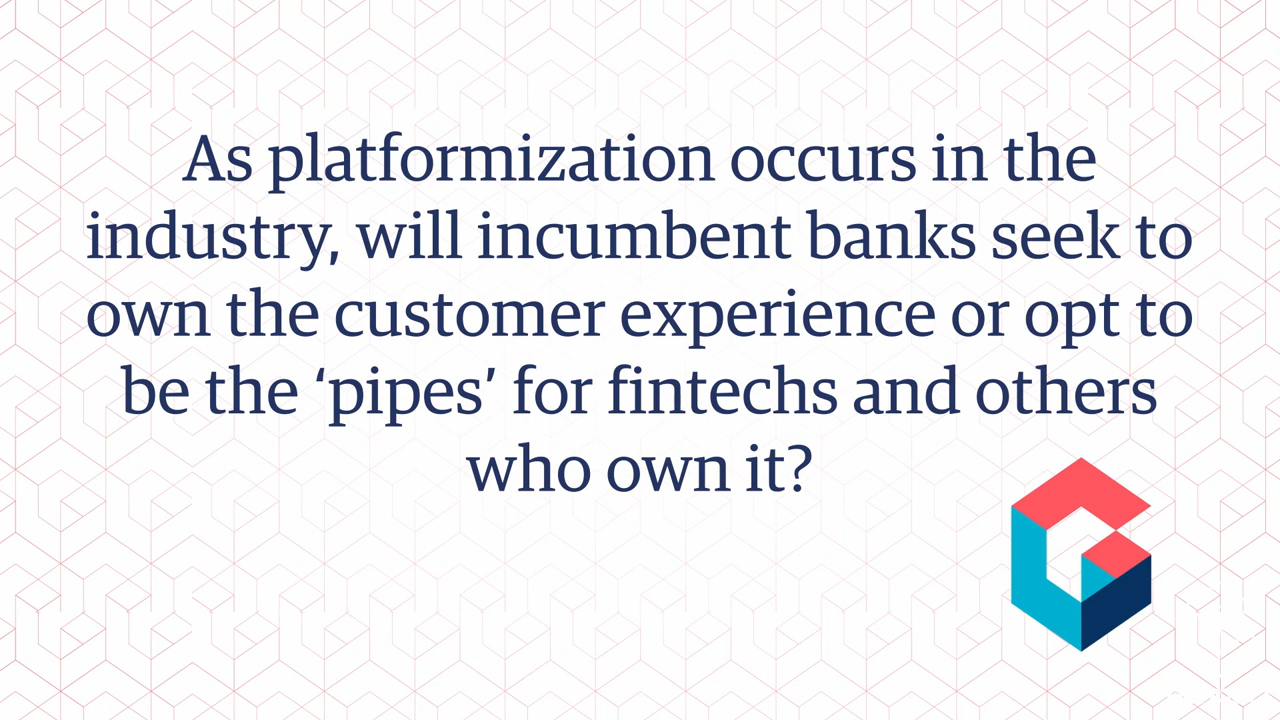 As platformization occurs in the
industry, will incumbent banks seek to
own the customer experience or opt to
be the ‘pipes’ for fintechs and others
who own it?